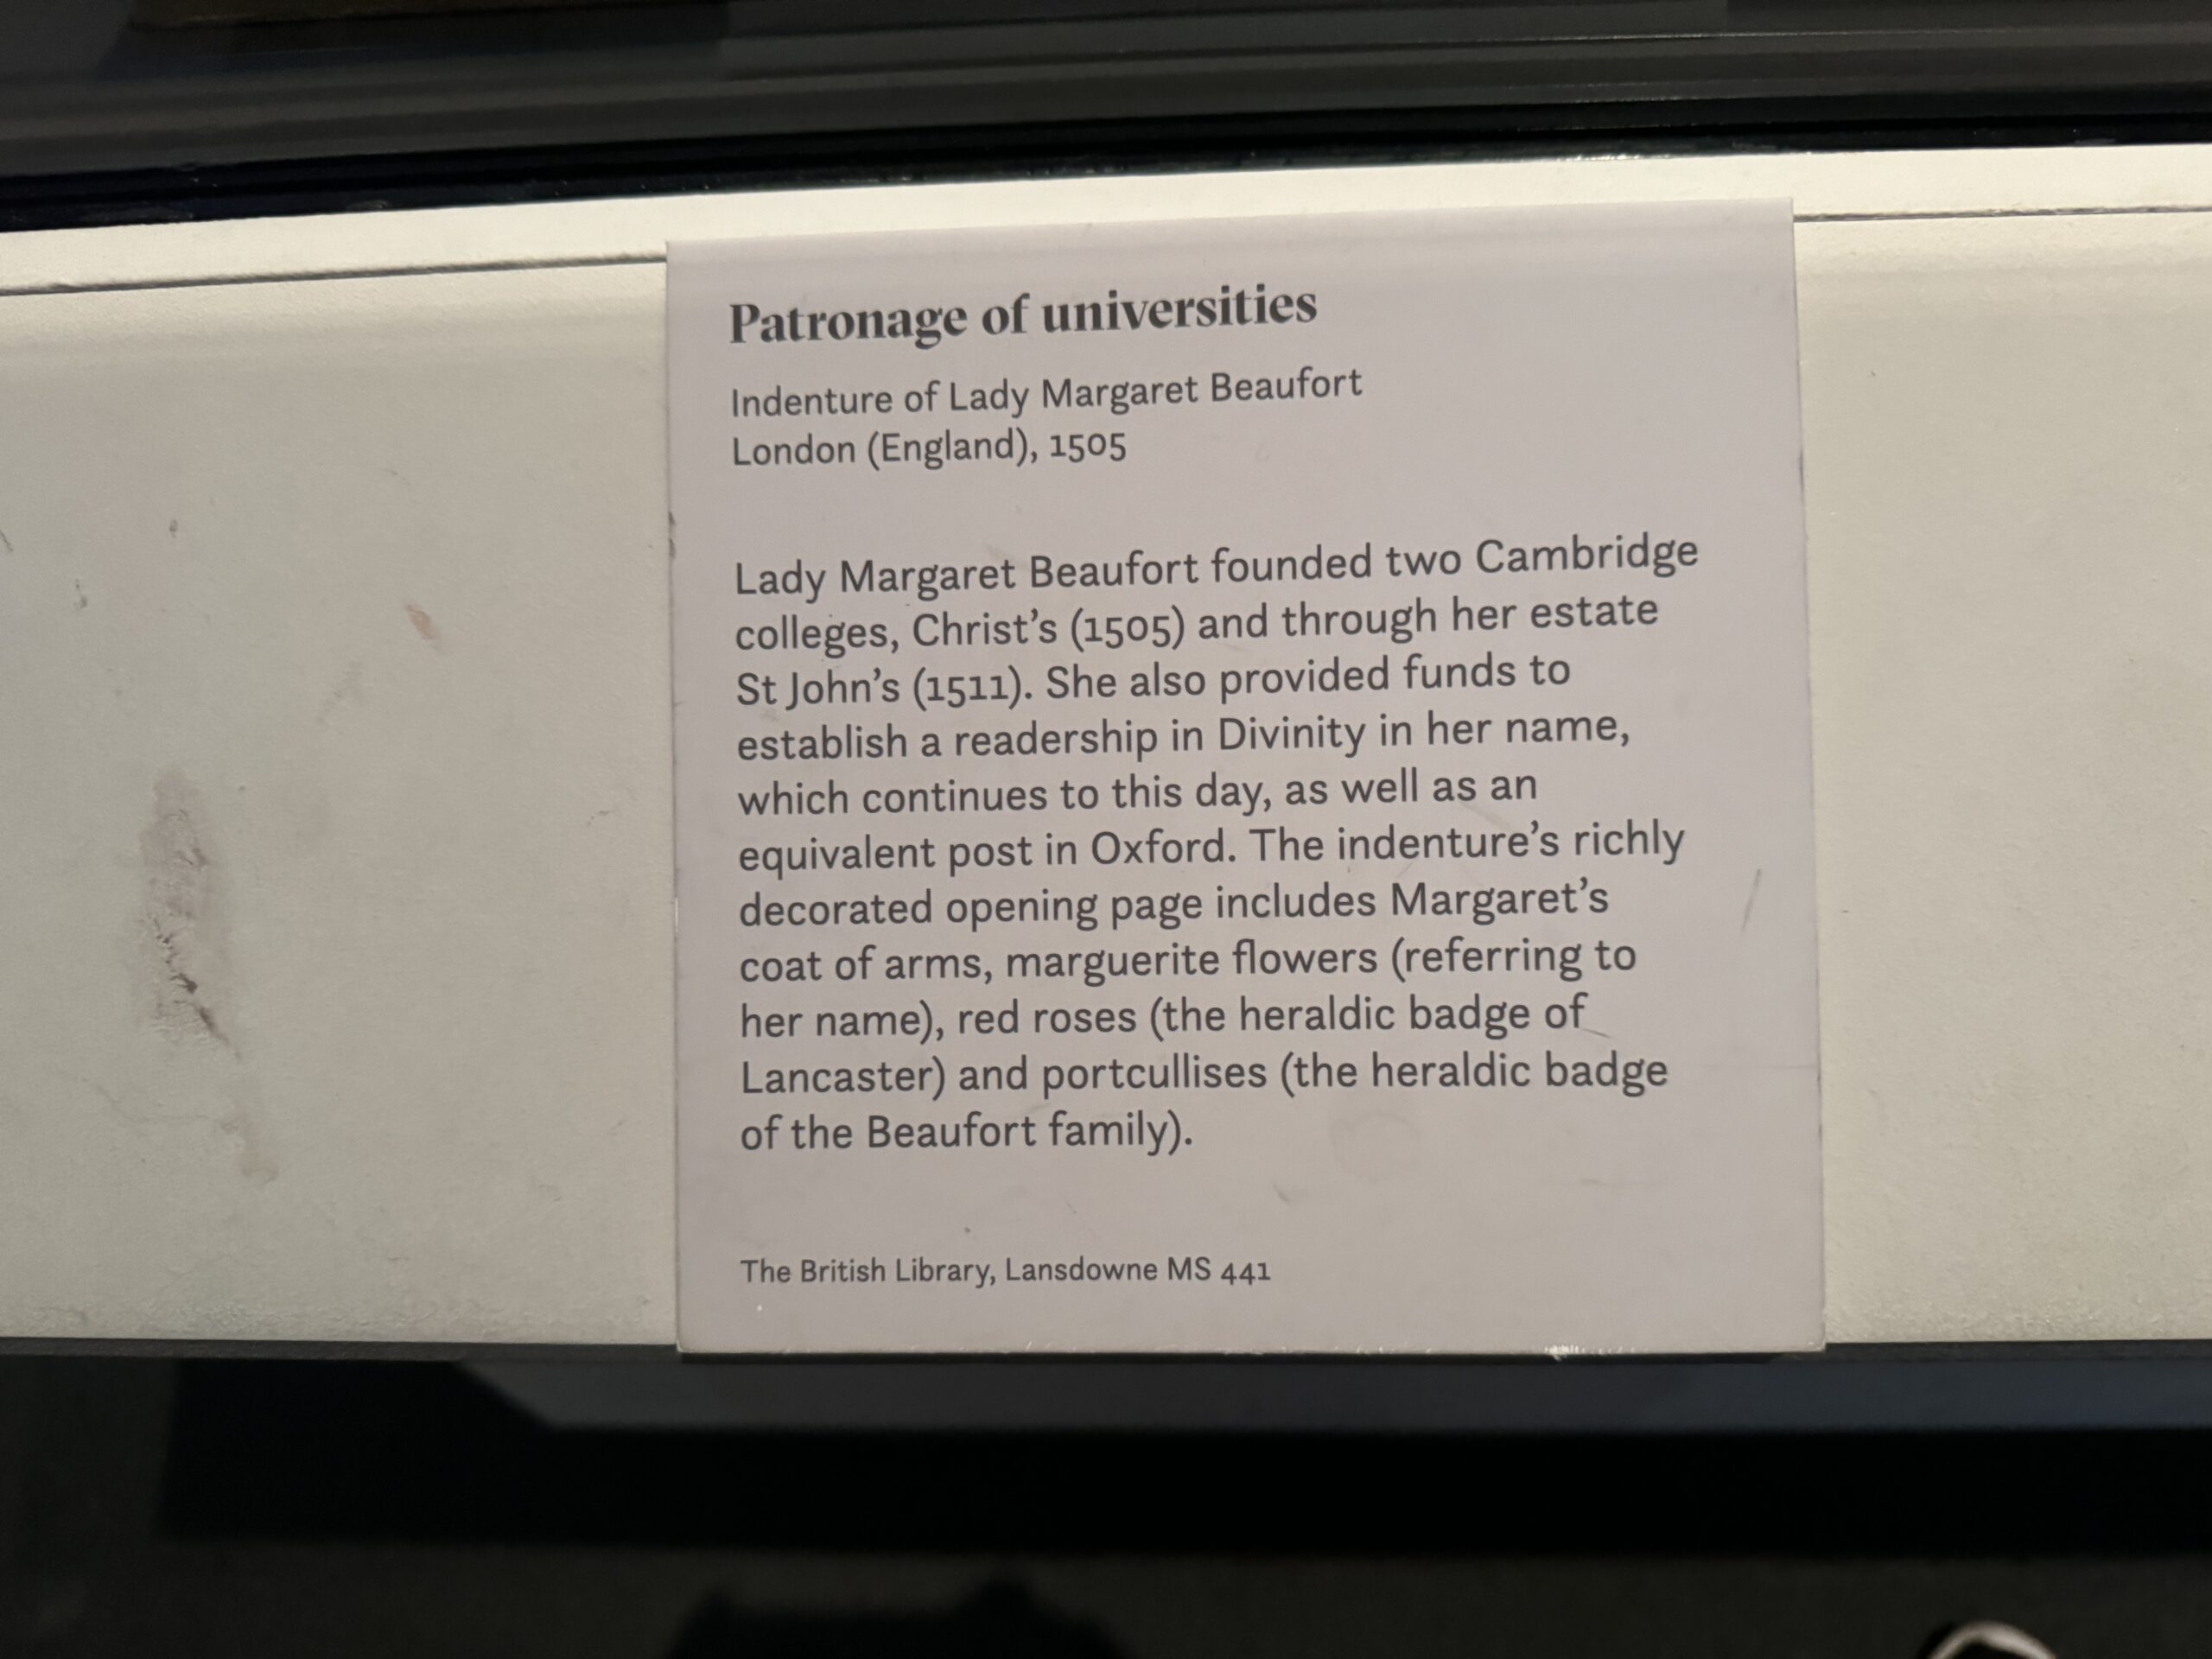 Patronage of universities
Indenture of Lady Margaret Beaufort
London (England), 1505
Lady Margaret Beaufort founded two Cambridge
colleges, Christ’s (1505) and through her estate
St John’s (1511). She also provided funds to
establish a readership in Divinity in her name,
which continues to this day, as well as an
equivalent post in Oxford. The indenture’s richly
decorated opening page includes Margaret’s
coat of arms, marguerite flowers (referring to
her name), red roses (the heraldic badge of
Lancaster) and portcullises (the heraldic badge
of the Beaufort family).
The British Library, Lansdowne MS 441